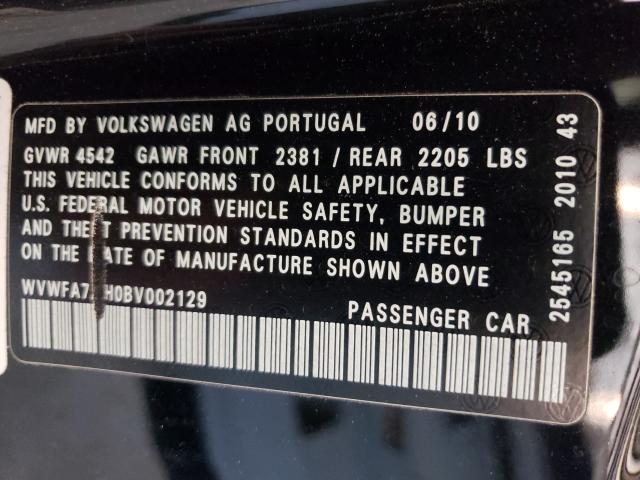 MFD BY VOLKSWAGEN AG PORTUGAL 06/10
GVWR 4542 GAWR FRONT 2381 / REAR 2205 LBS
THIS VEHICLE CONFORMS TO ALL APPLICABLE
U.S. FEDERAL MOTOR VEHICLE SAFETY, BUMPER
AND THEFT PREVENTION STANDARDS IN EFFECT
ON THE DATE OF MANUFACTURE SHOWN ABOVE
PASSENGER CAR
2545165 2010 43